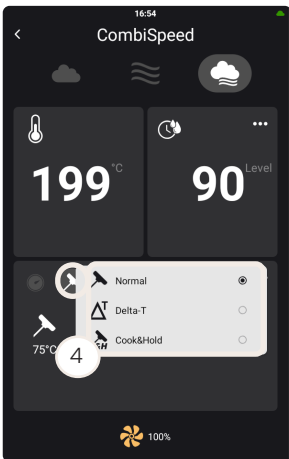 16:54
CombiSpeed
199 °C
90 Level
Normal
Delta-T
Cook&Hold
75°C
4
100%